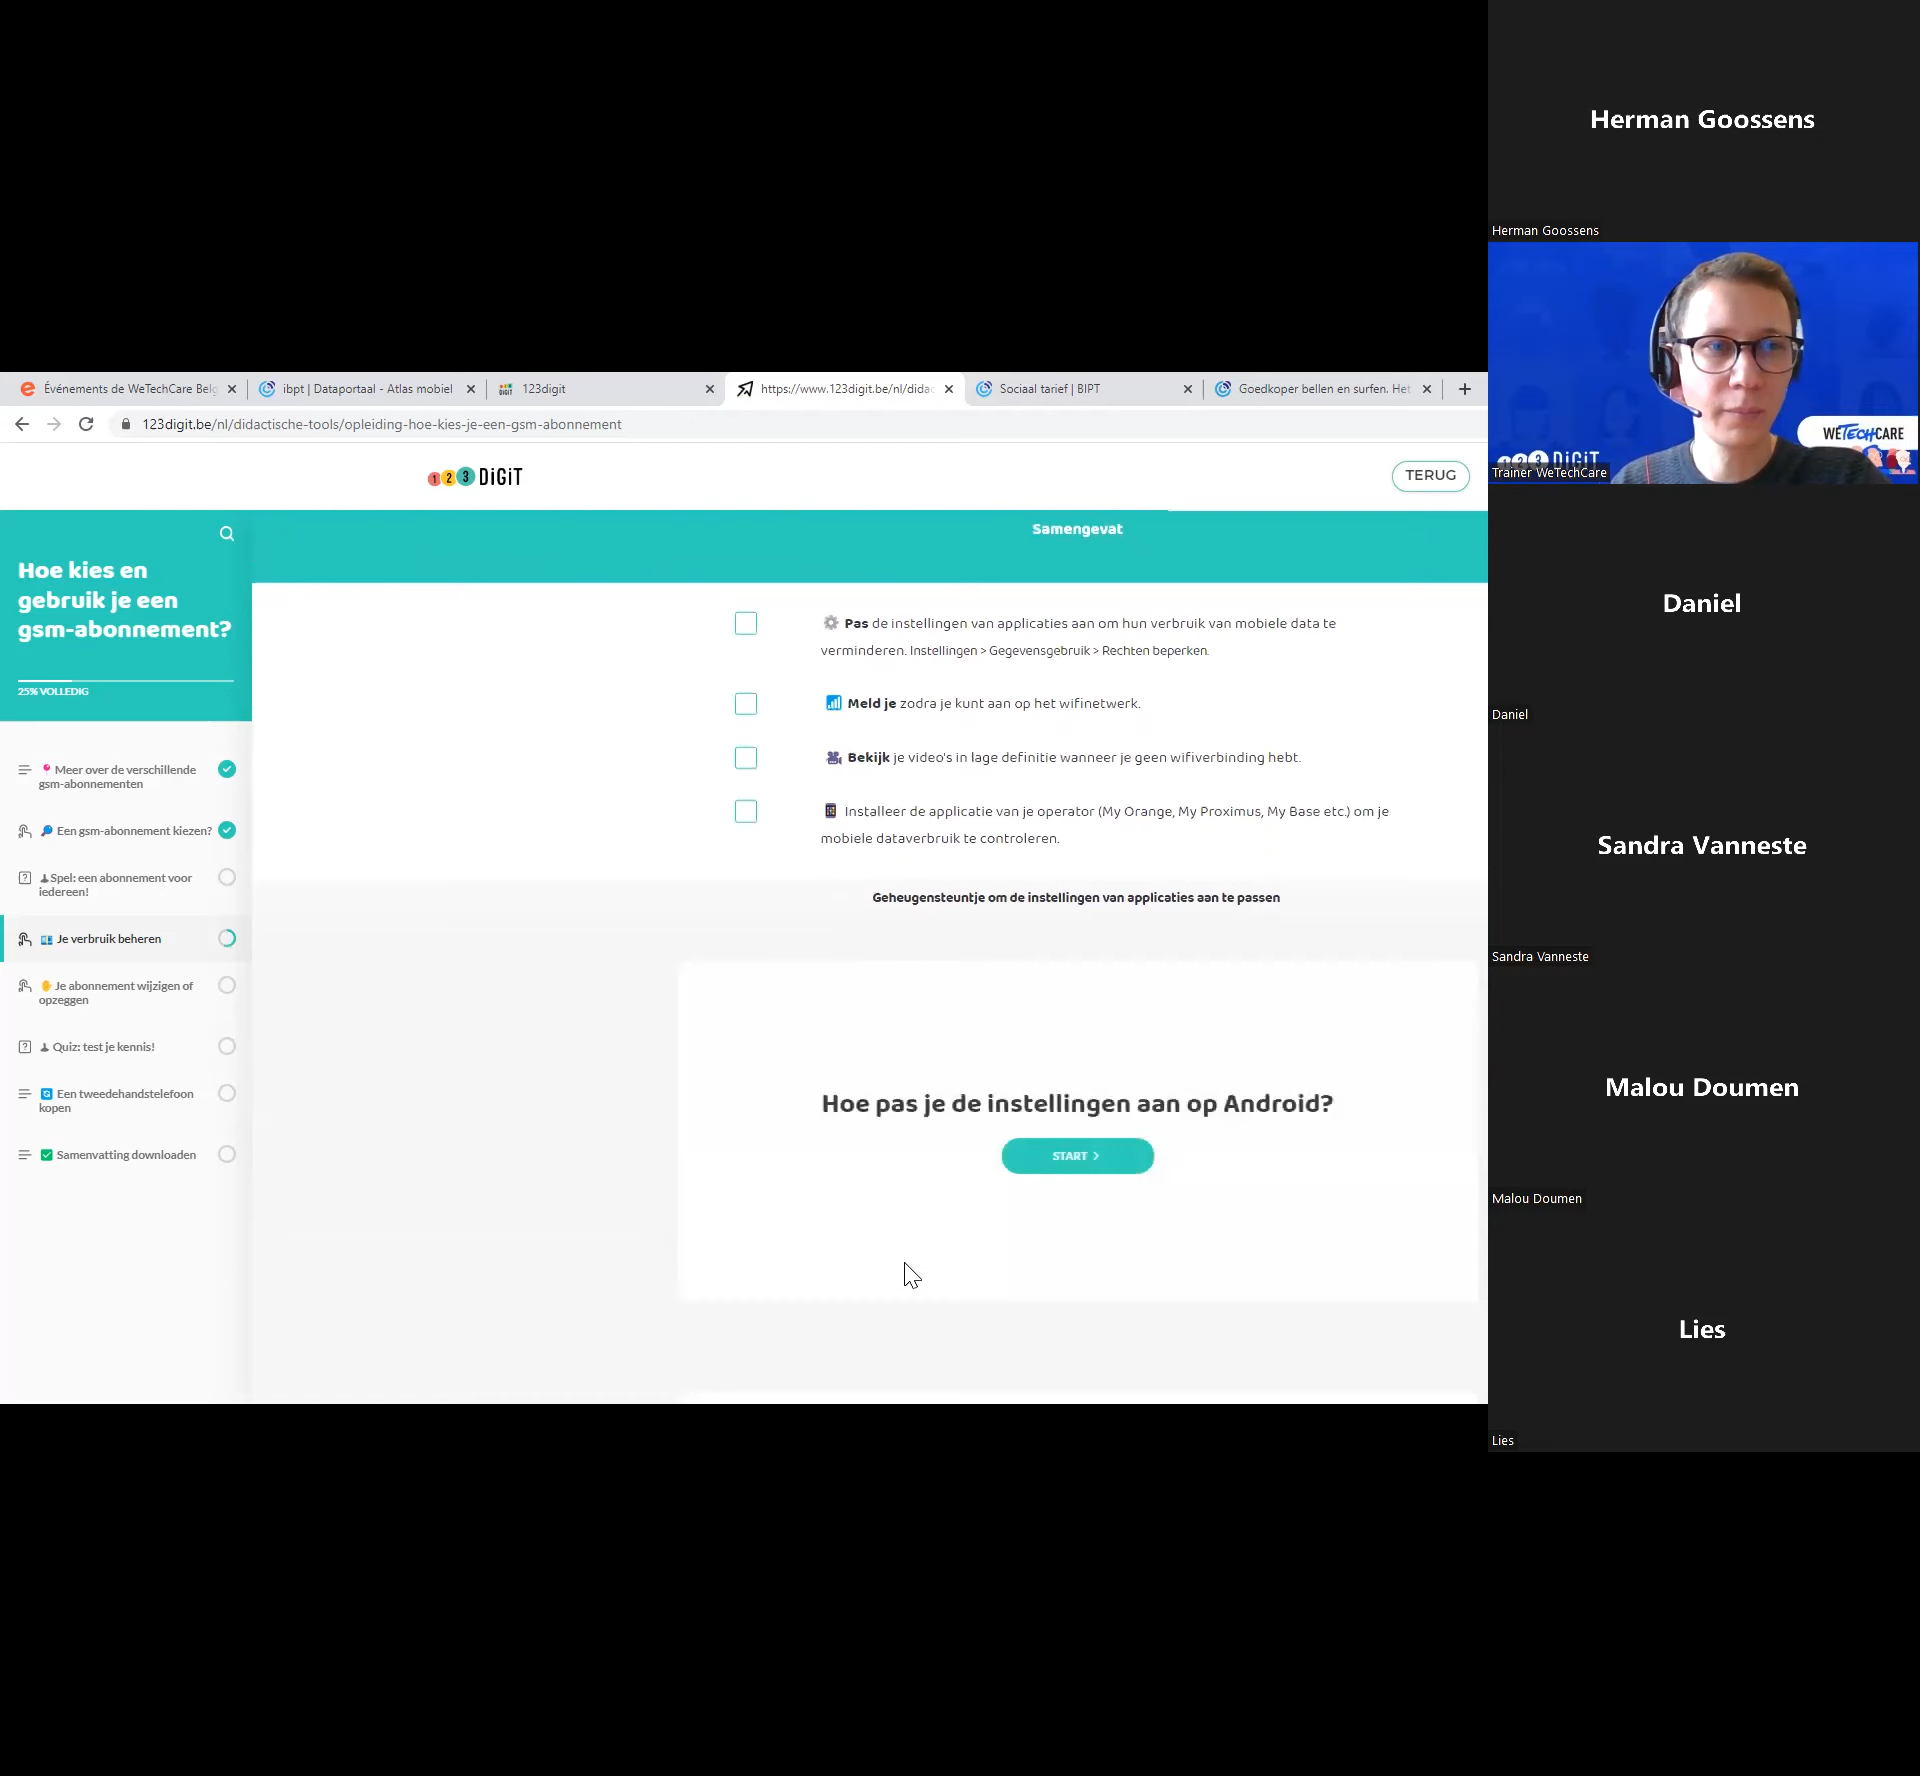 Événements de WeTechCare Belg
ibpt | Dataportaal - Atlas mobiel
123digit
https://www.123digit.be/nl/didac
Sociaal tarief | BIPT
Goedkoper bellen en surfen. Het
123digit.be/nl/didactische-tools/opleiding-hoe-kies-je-een-gsm-abonnement
123 DiGiT
TERUG
Hoe kies en
gebruik je een
gsm-abonnement?
25% VOLLEDIG
Meer over de verschillende
gsm-abonnementen
Een gsm-abonnement kiezen?
Spel: een abonnement voor
iedereen!
Je verbruik beheren
Je abonnement wijzigen of
opzeggen
Quiz: test je kennis!
Een tweedehandstelefoon
kopen
Samenvatting downloaden
Samengevat
Pas de instellingen van applicaties aan om hun verbruik van mobiele data te
verminderen. Instellingen > Gegevensgebruik > Rechten beperken.
Meld je zodra je kunt aan op het wifinetwerk.
Bekijk je video's in lage definitie wanneer je geen wifiverbinding hebt.
Installeer de applicatie van je operator (My Orange, My Proximus, My Base etc.) om je
mobiele dataverbruik te controleren.
Geheugensteuntje om de instellingen van applicaties aan te passen
Hoe pas je de instellingen aan op Android?
START
Herman Goossens
Herman Goossens
WETECHCARE
123 DiGiT
Trainer WeTechCare
Daniel
Daniel
Sandra Vanneste
Sandra Vanneste
Malou Doumen
Malou Doumen
Lies
Lies